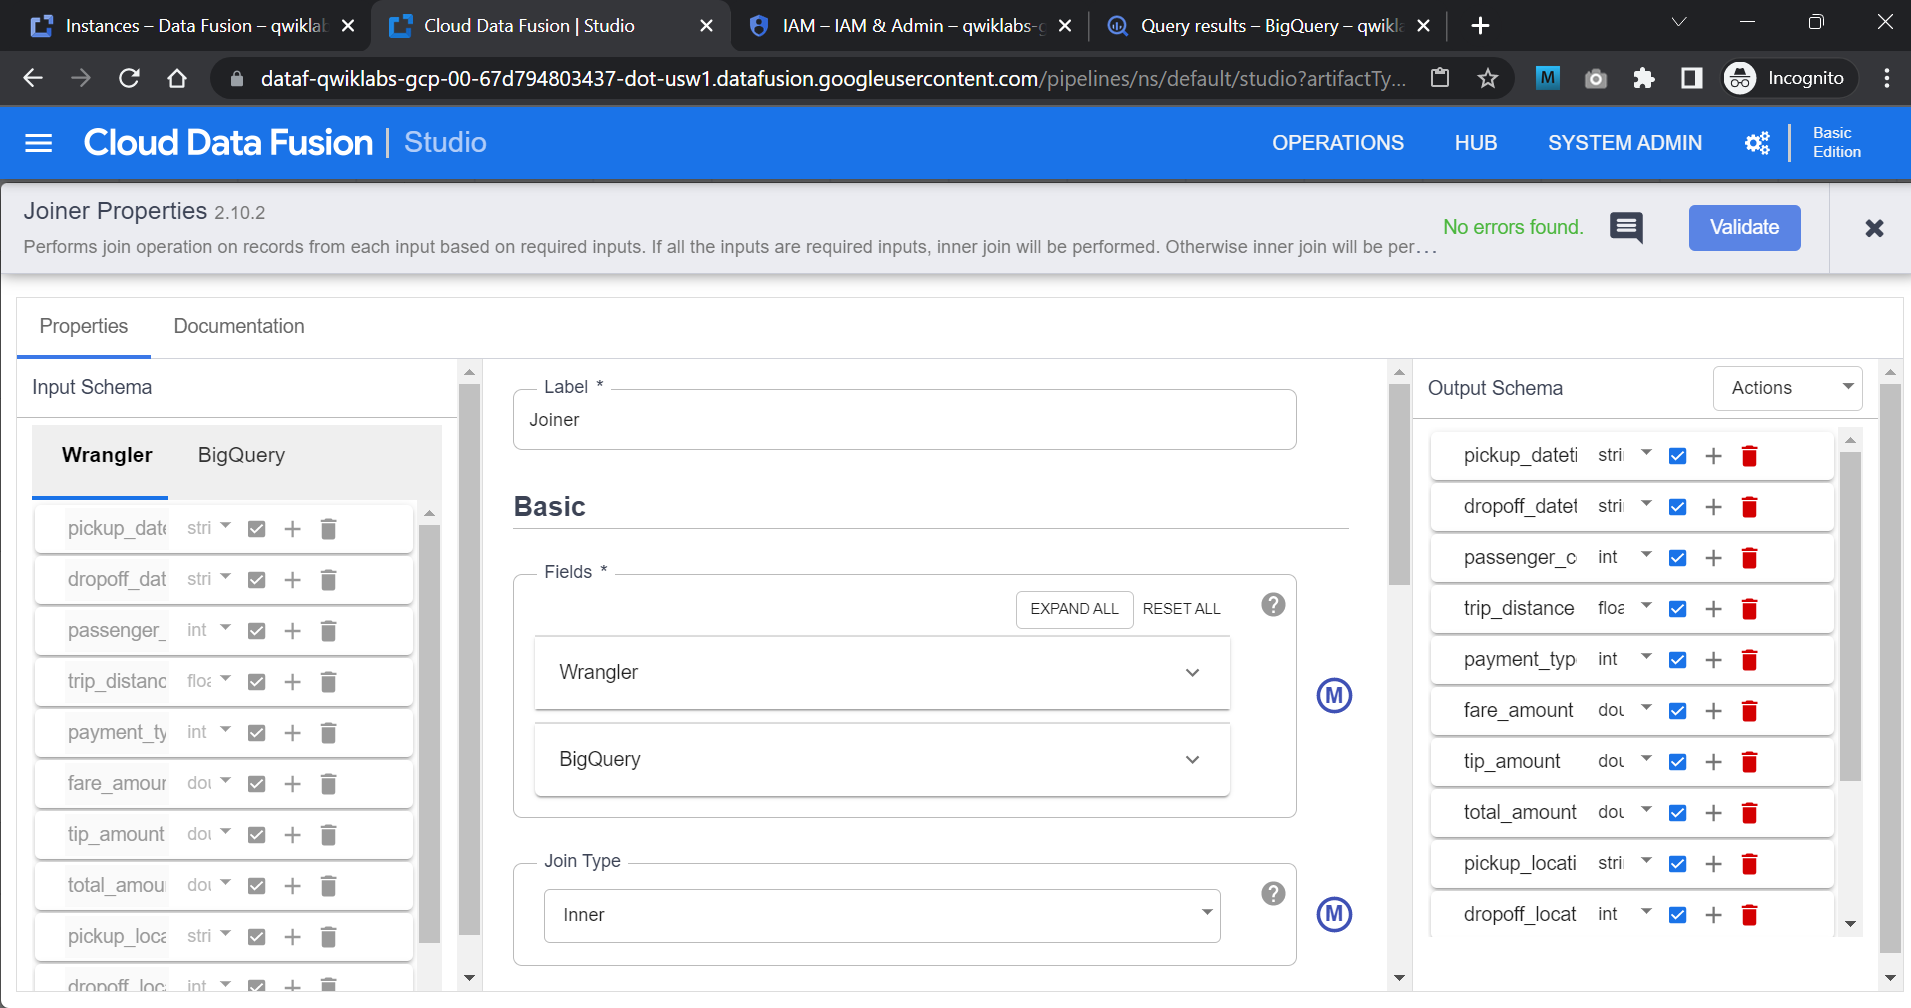 Instances – Data Fusion – qwiklab
Cloud Data Fusion | Studio
IAM – IAM & Admin – qwiklabs-g
Query results – BigQuery – qwikla
dataf-qwiklabs-gcp-00-67d794803437-dot-usw1.datafusion.googleusercontent.com/pipelines/ns/default/studio?artifactTy...
M
Incognito
Cloud Data Fusion | Studio
OPERATIONS
HUB
SYSTEM ADMIN
Basic
Edition
Joiner Properties 2.10.2
Performs join operation on records from each input based on required inputs. If all the inputs are required inputs, inner join will be performed. Otherwise inner join will be per...
No errors found.
Validate
Properties
Documentation
Input Schema
Wrangler
BigQuery
pickup_date stri
dropoff_dat stri
passenger_ int
trip_distanc floa
payment_ty int
fare_amour dou
tip_amount dou
total_amou dou
pickup_loca stri
dropoff_loc int
Label *
Joiner
Basic
Fields *
EXPAND ALL
RESET ALL
?
Wrangler
BigQuery
M
Join Type
Inner
?
M
Output Schema
Actions
pickup_dateti stri
dropoff_datet stri
passenger_c int
trip_distance floa
payment_typ int
fare_amount dou
tip_amount dou
total_amount dou
pickup_locati stri
dropoff_locat int